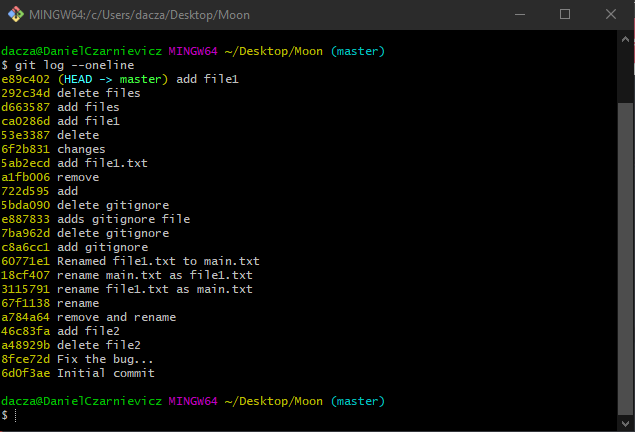 MINGW64:/c/Users/dacza/Desktop/Moon
dacza@DanielCzarnievicz MINGW64 ~/Desktop/Moon (master)
$ git log --oneline
e89c402 (HEAD -> master) add file1
292c34d delete files
d663587 add files
ca0286d add file1
53e3387 delete
6f2b831 changes
5ab2ecd add file1.txt
a1fb006 remove
722d595 add
5bda090 delete gitignore
e887833 adds gitignore file
7ba962d delete gitignore
c8a6cc1 add gitignore
60771e1 Renamed file1.txt to main.txt
18cf407 rename main.txt as file1.txt
3115791 rename file1.txt as main.txt
67f1138 rename
a784a64 remove and rename
46c83fa add file2
a48929b delete file2
8fce72d Fix the bug...
6d0f3ae Initial commit
dacza@DanielCzarnievicz MINGW64 ~/Desktop/Moon (master)
$